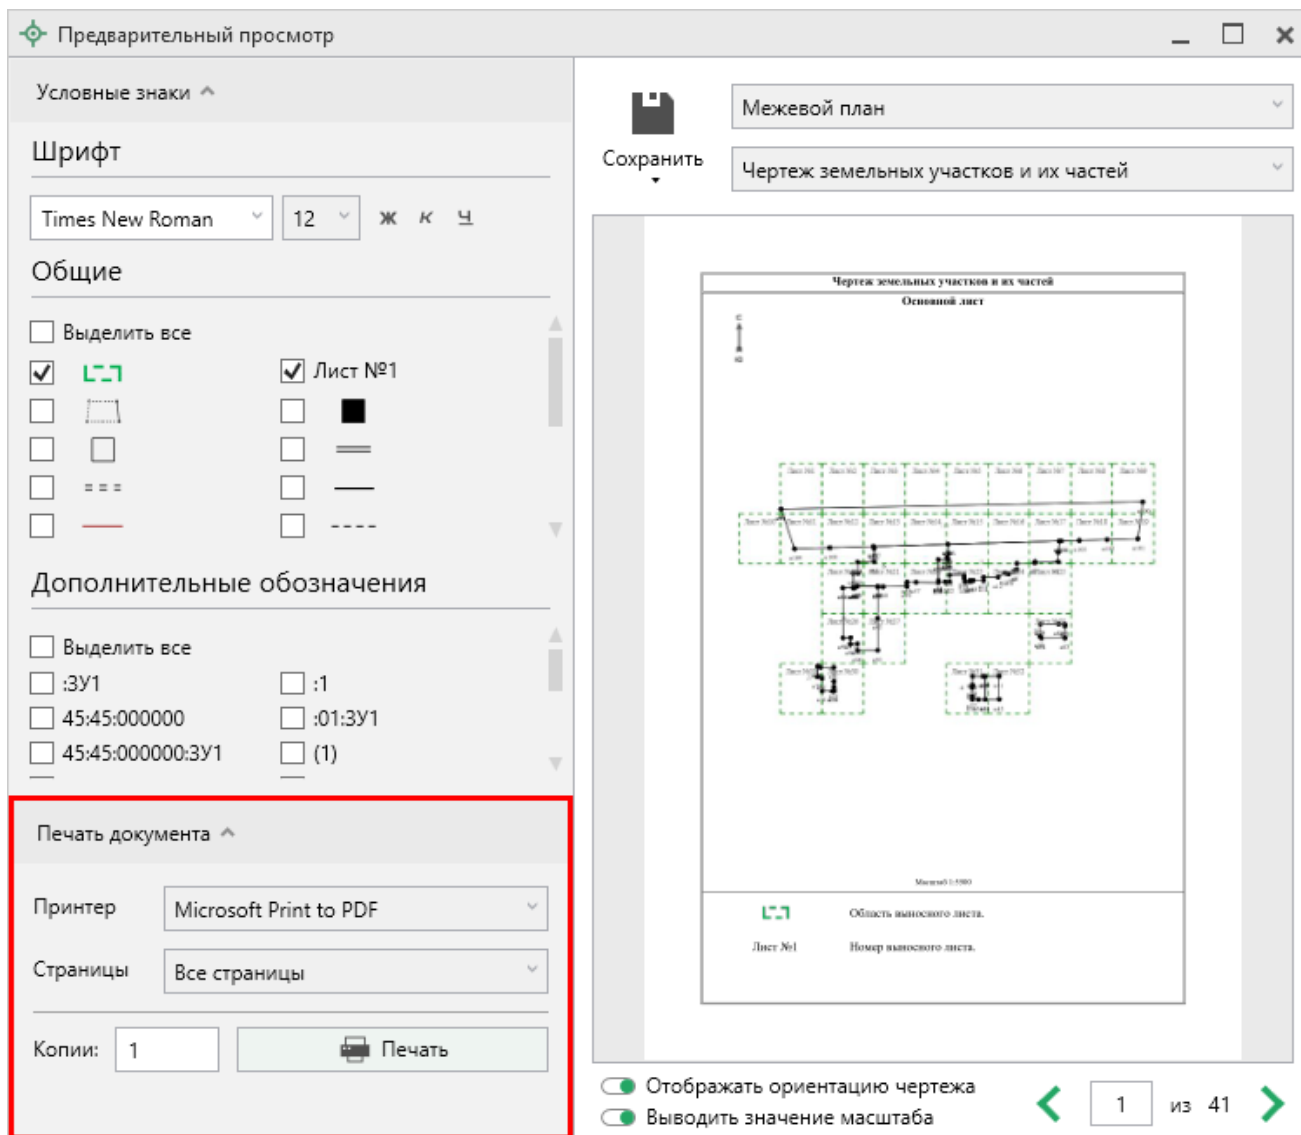 Предварительный просмотр
Условные знаки
Шрифт
Times New Roman 12 Ж К Ч
Общие
Выделить все
Лист №1
Дополнительные обозначения
Выделить все
:ЗУ1 :1
45:45:000000 :01:ЗУ1
45:45:000000:ЗУ1 (1)
Печать документа
Принтер Microsoft Print to PDF
Страницы Все страницы
Копии: 1 Печать
Сохранить
Межевой план
Чертеж земельных участков и их частей
Чертеж земельных участков и их частей
Основной лист
С
Ю
Масштаб 1:5900
Область выносного листа.
Лист №1 Номер выносного листа.
Отображать ориентацию чертежа
Выводить значение масштаба
1 из 41